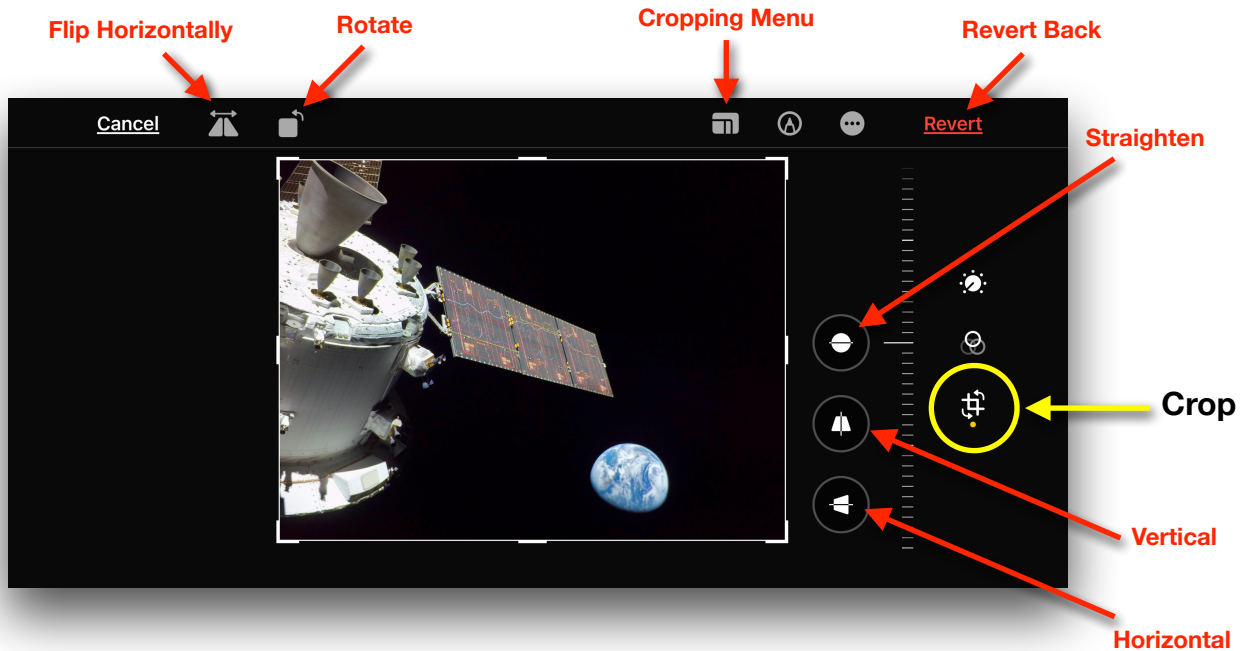 Flip Horizontally
Rotate
Cropping Menu
Revert Back
Cancel
Revert
Straighten
Crop
Vertical
Horizontal